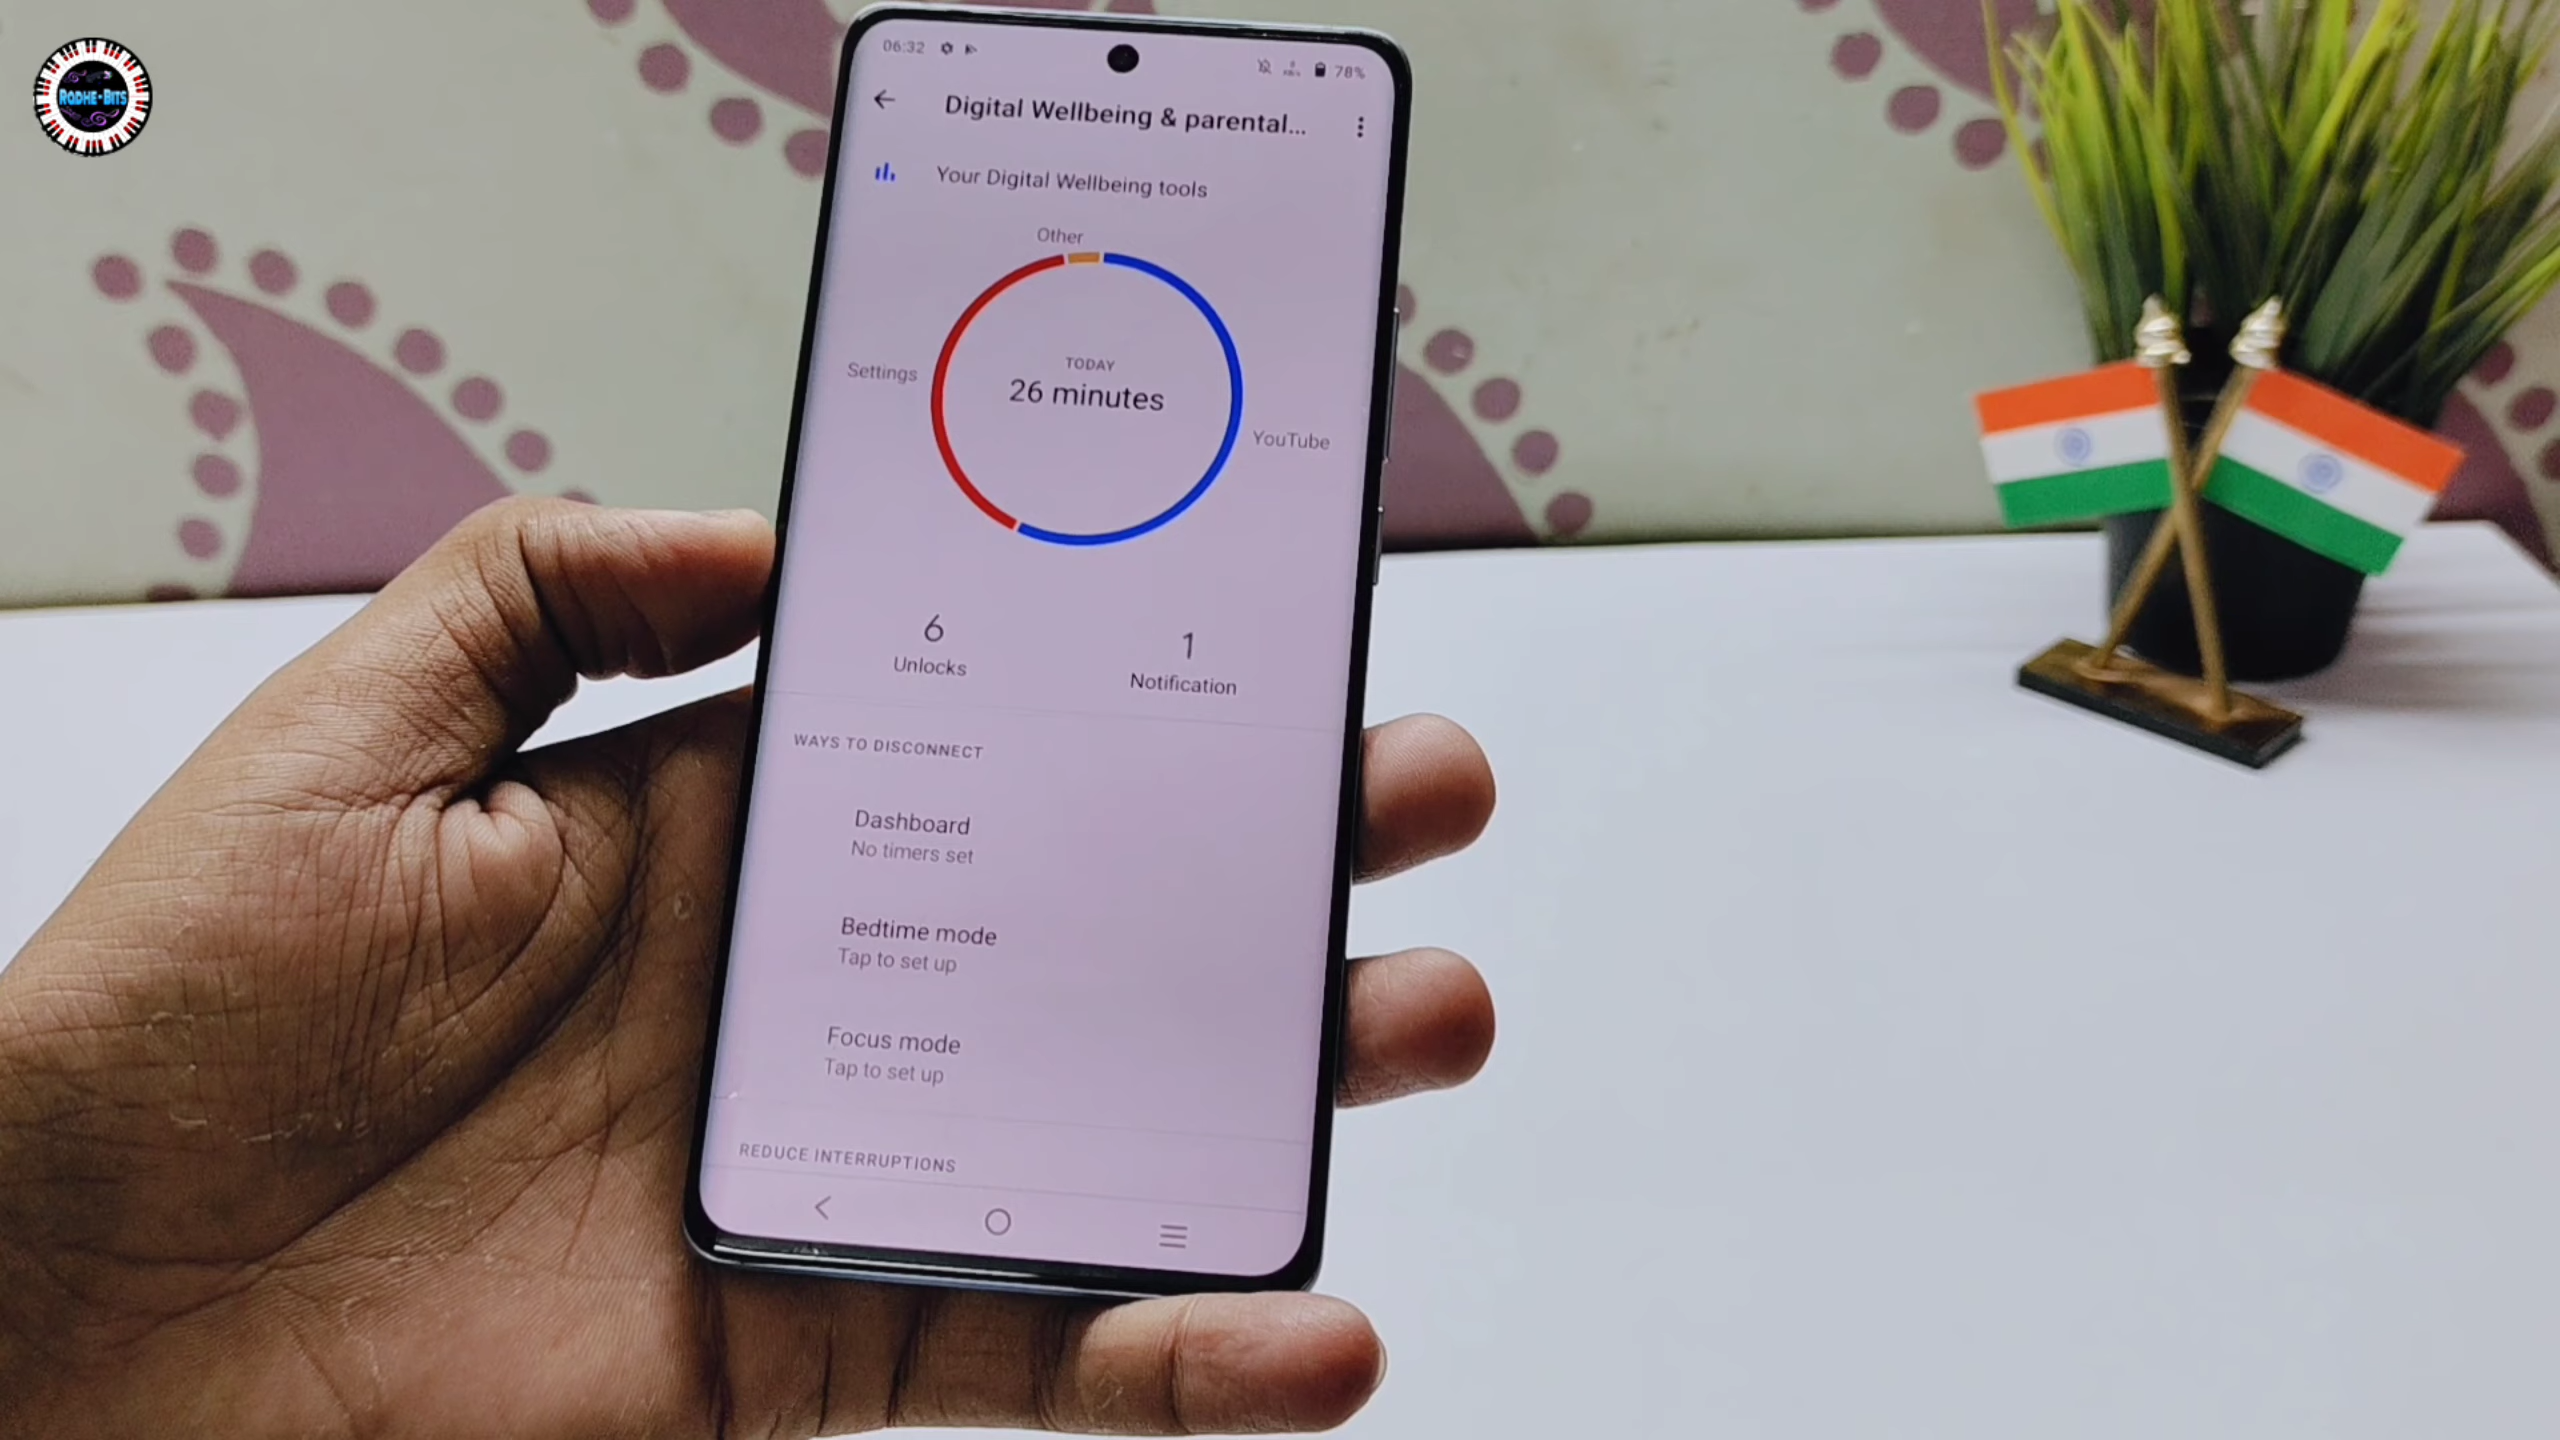 RADHE-BITS
06:32
78%
Digital Wellbeing & parental...
Your Digital Wellbeing tools
Other
Settings
TODAY
26 minutes
YouTube
6
Unlocks
1
Notification
WAYS TO DISCONNECT
Dashboard
No timers set
Bedtime mode
Tap to set up
Focus mode
Tap to set up
REDUCE INTERRUPTIONS